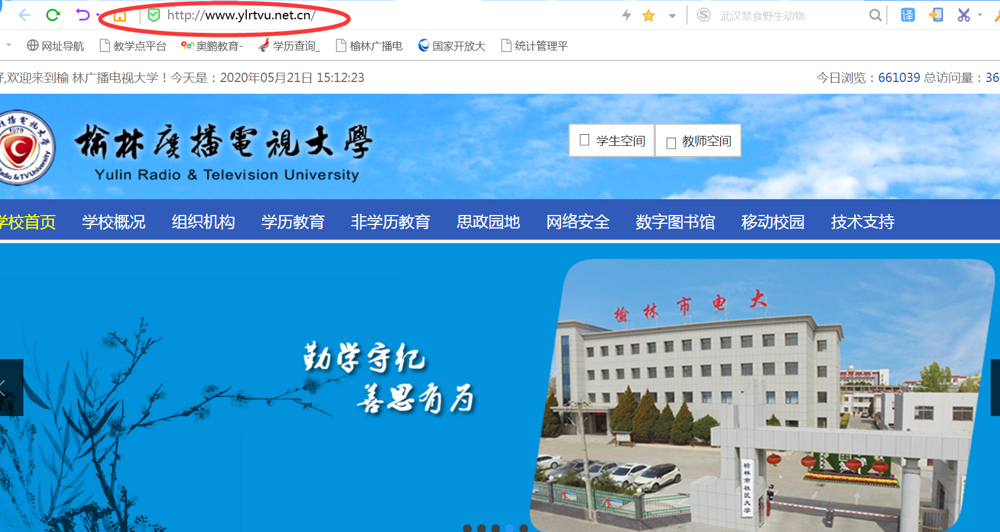 http://www.ylrtvu.net.cn/
武汉禁食野生动物
译
网址导航 教学点平台 奥鹏教育- 学历查询_ 榆林广播电 国家开放大 统计管理平
,欢迎来到榆 林广播电视大学！今天是：2020年05月21日 15:12:23
今日浏览：661039 总访问量：36
1979
榆林廣播電視大學
Yulin Radio & Television University
学生空间 教师空间
学校首页 学校概况 组织机构 学历教育 非学历教育 思政园地 网络安全 数字图书馆 移动校园 技术支持
榆林市电大
勤学守纪
善思有为
榆林市社区大学